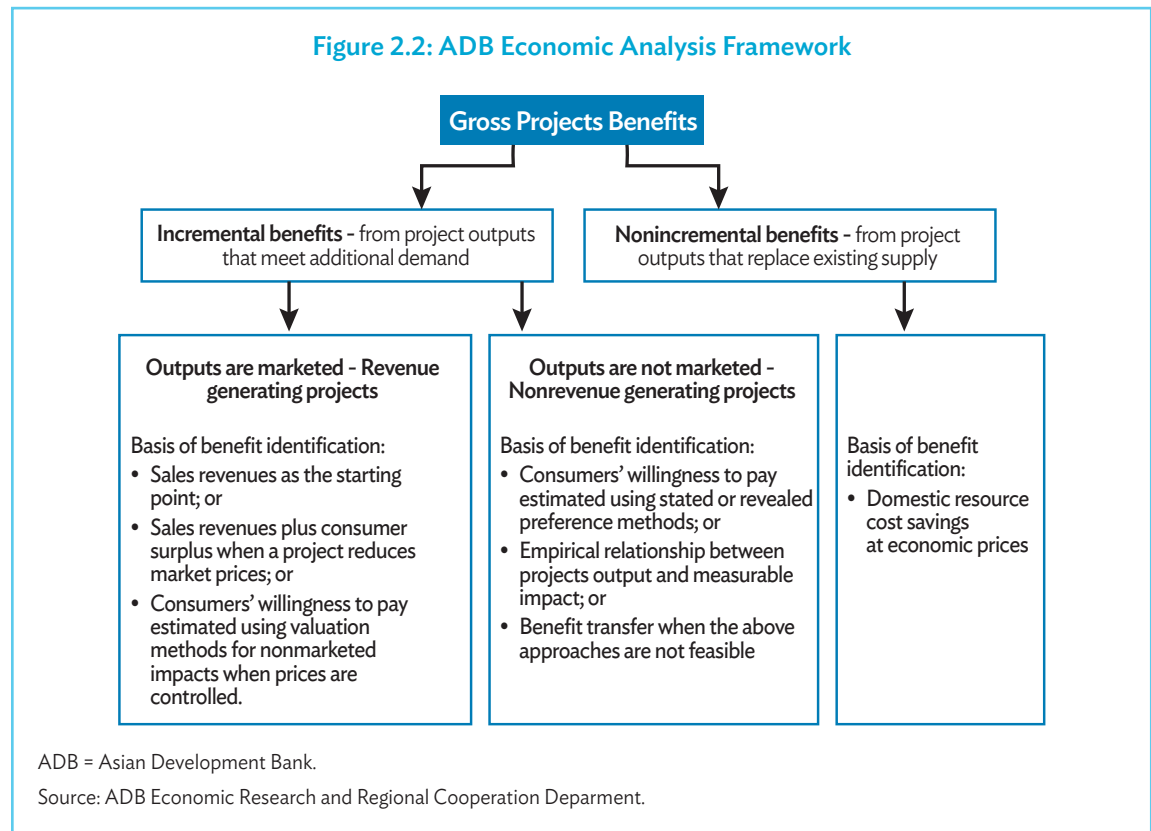 Figure 2.2: ADB Economic Analysis Framework
Gross Projects Benefits
Incremental benefits - from project outputs
that meet additional demand
Nonincremental benefits - from project
outputs that replace existing supply
Outputs are marketed - Revenue
generating projects
Basis of benefit identification:
• Sales revenues as the starting
point; or
• Sales revenues plus consumer
surplus when a project reduces
market prices; or
• Consumers' willingness to pay
estimated using valuation
methods for nonmarketed
impacts when prices are
controlled.
Outputs are not marketed -
Nonrevenue generating projects
Basis of benefit identification:
• Consumers' willingness to pay
estimated using stated or revealed
preference methods; or
• Empirical relationship between
projects output and measurable
impact; or
• Benefit transfer when the above
approaches are not feasible
Basis of benefit
identification:
• Domestic resource
cost savings
at economic prices
ADB = Asian Development Bank.
Source: ADB Economic Research and Regional Cooperation Deparment.